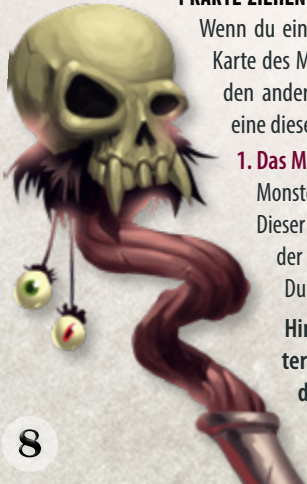 1 KARTE ZIEHEN
Wenn du ein
Karte des M
den ander
eine diese
1. Das M
Monste
Dieser
der
Du
Hin
ter
d
8